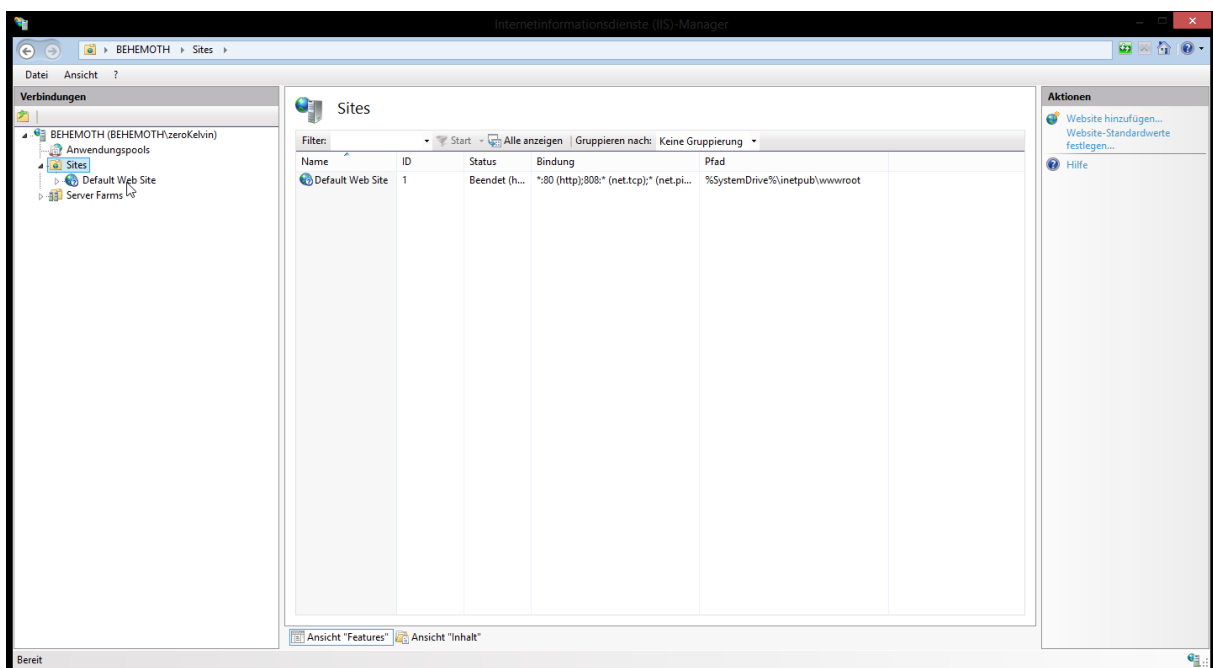 Internetinformationsdienste (IIS)-Manager
BEHEMOTH Sites
Datei Ansicht ?
Verbindungen
BEHEMOTH (BEHEMOTH\zeroKelvin)
Anwendungspools
Sites
Default Web Site
Server Farms
Sites
Filter: Start Alle anzeigen Gruppieren nach: Keine Gruppierung
Name ID Status Bindung Pfad
Default Web Site 1 Beendet (h... *:80 (http);808:* (net.tcp);* (net.pi... %SystemDrive%\inetpub\wwwroot
Ansicht "Features" Ansicht "Inhalt"
Aktionen
Website hinzufügen...
Website-Standardwerte
festlegen...
Hilfe
Bereit